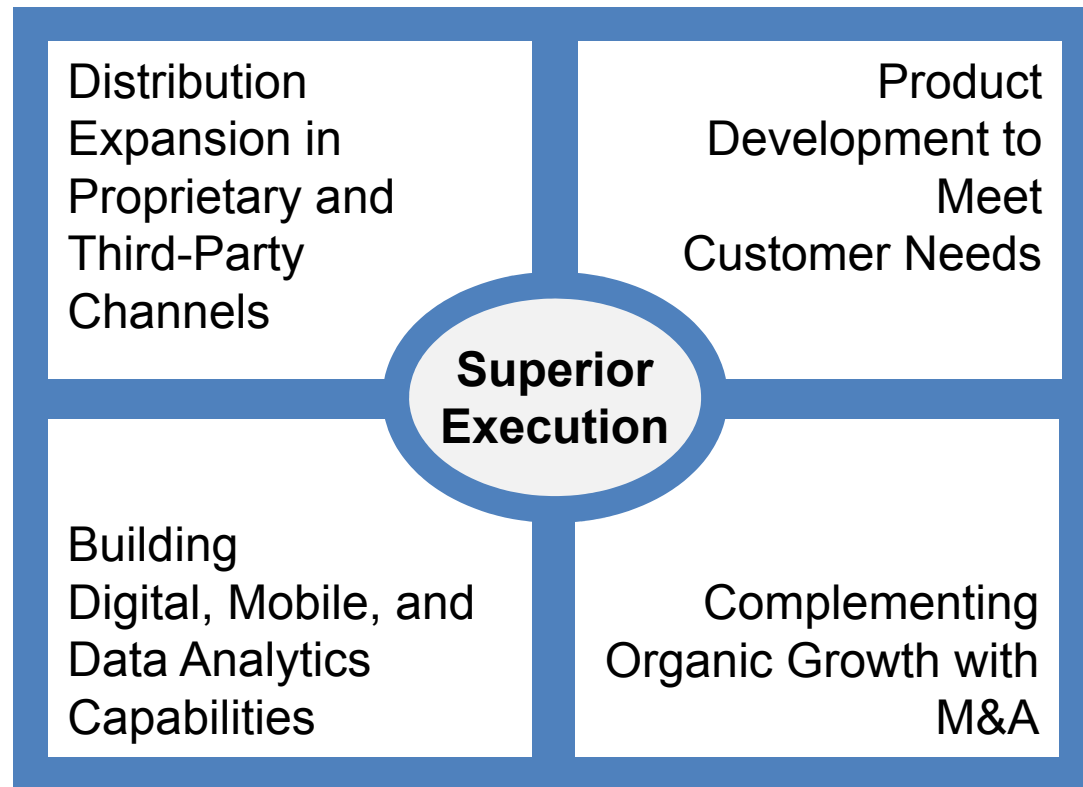 Distribution
Expansion in
Proprietary and
Third-Party
Channels
Product
Development to
Meet
Customer Needs
Superior
Execution
Building
Digital, Mobile, and
Data Analytics
Capabilities
Complementing
Organic Growth with
M&A